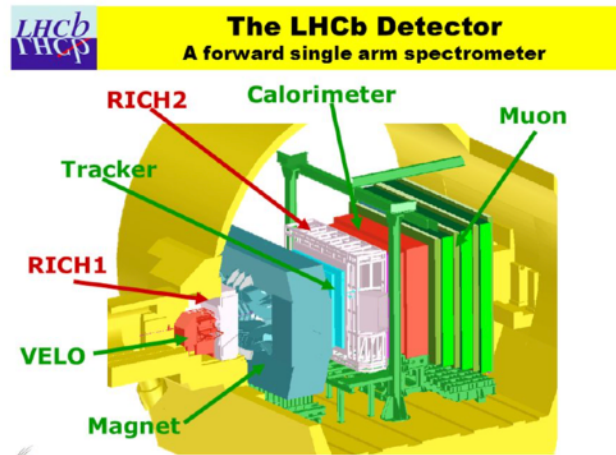 LHCb
LHCb
The LHCb Detector
A forward single arm spectrometer
RICH2
Calorimeter
Muon
Tracker
RICH1
VELO
Magnet